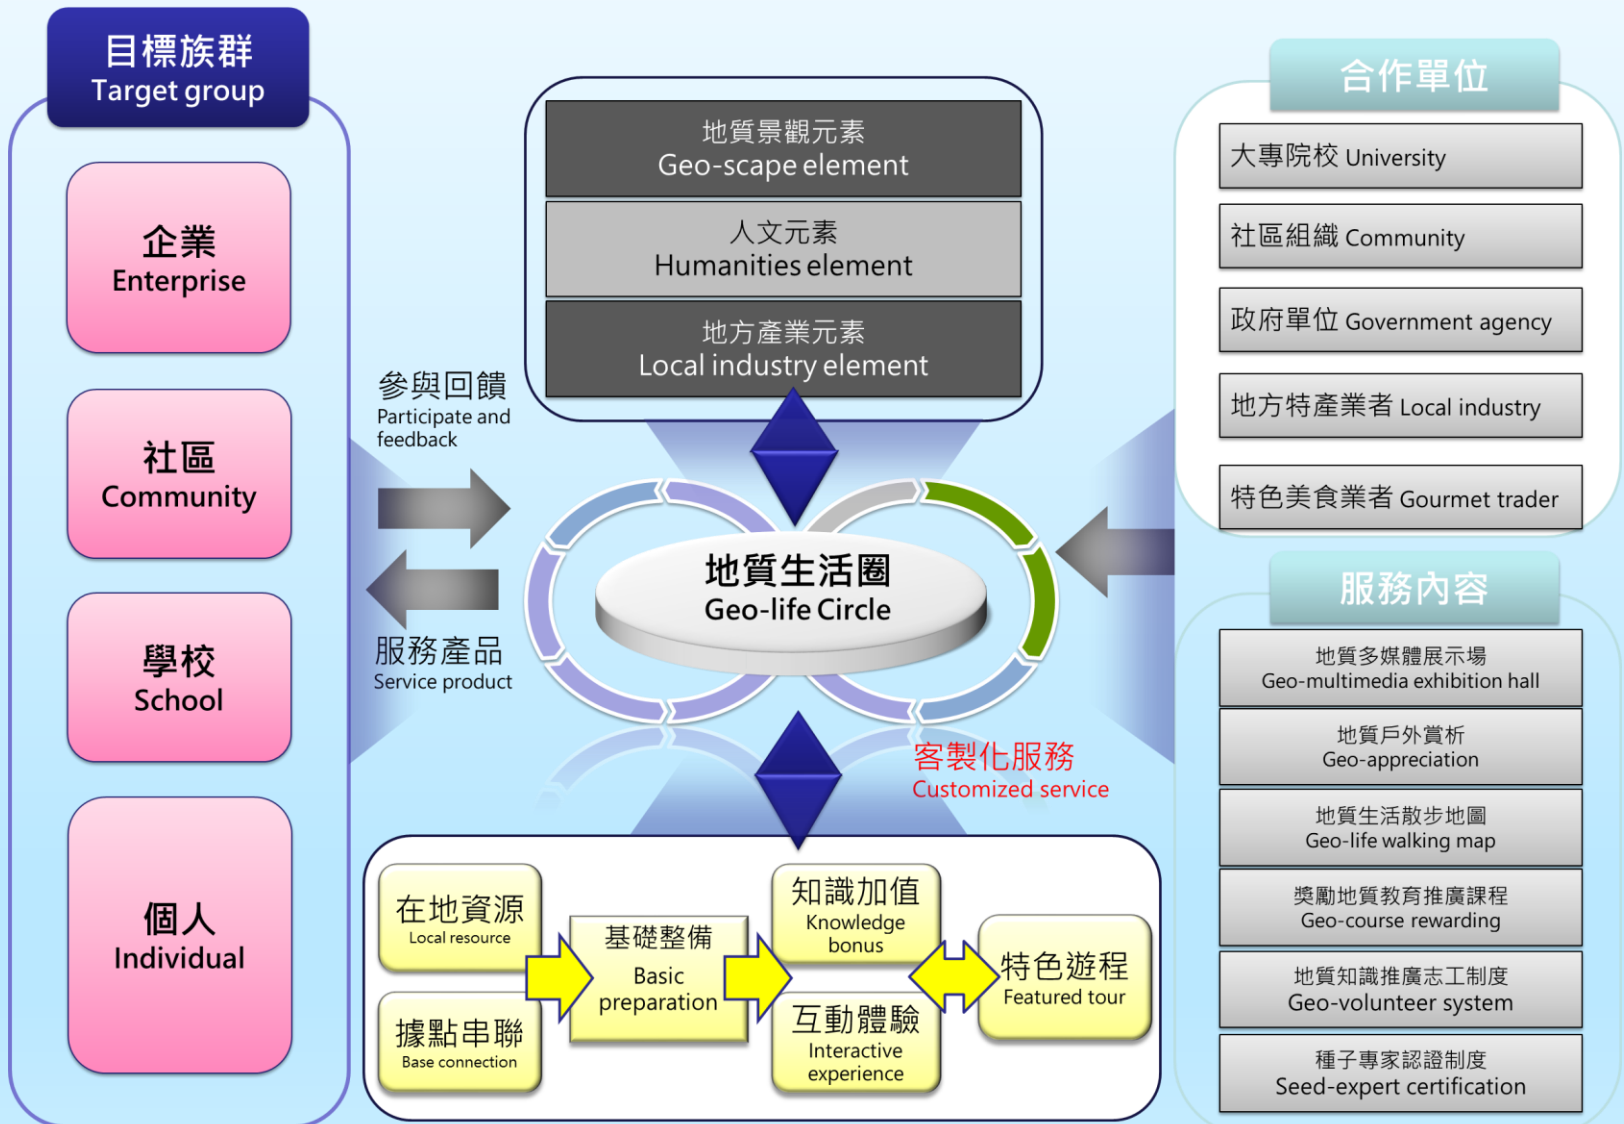 目標族群
Target group
企業
Enterprise
社區
Community
學校
School
個人
Individual
參與回饋
Participate and
feedback
服務產品
Service product
地質景觀元素
Geo-scape element
人文元素
Humanities element
地方產業元素
Local industry element
地質生活圈
Geo-life Circle
客製化服務
Customized service
在地資源
Local resource
據點串聯
Base connection
基礎整備
Basic
preparation
知識加值
Knowledge
bonus
互動體驗
Interactive
experience
特色遊程
Featured tour
合作單位
大專院校 University
社區組織 Community
政府單位 Government agency
地方特產業者 Local industry
特色美食業者 Gourmet trader
服務內容
地質多媒體展示場
Geo-multimedia exhibition hall
地質戶外賞析
Geo-appreciation
地質生活散步地圖
Geo-life walking map
獎勵地質教育推廣課程
Geo-course rewarding
地質知識推廣志工制度
Geo-volunteer system
種子專家認證制度
Seed-expert certification